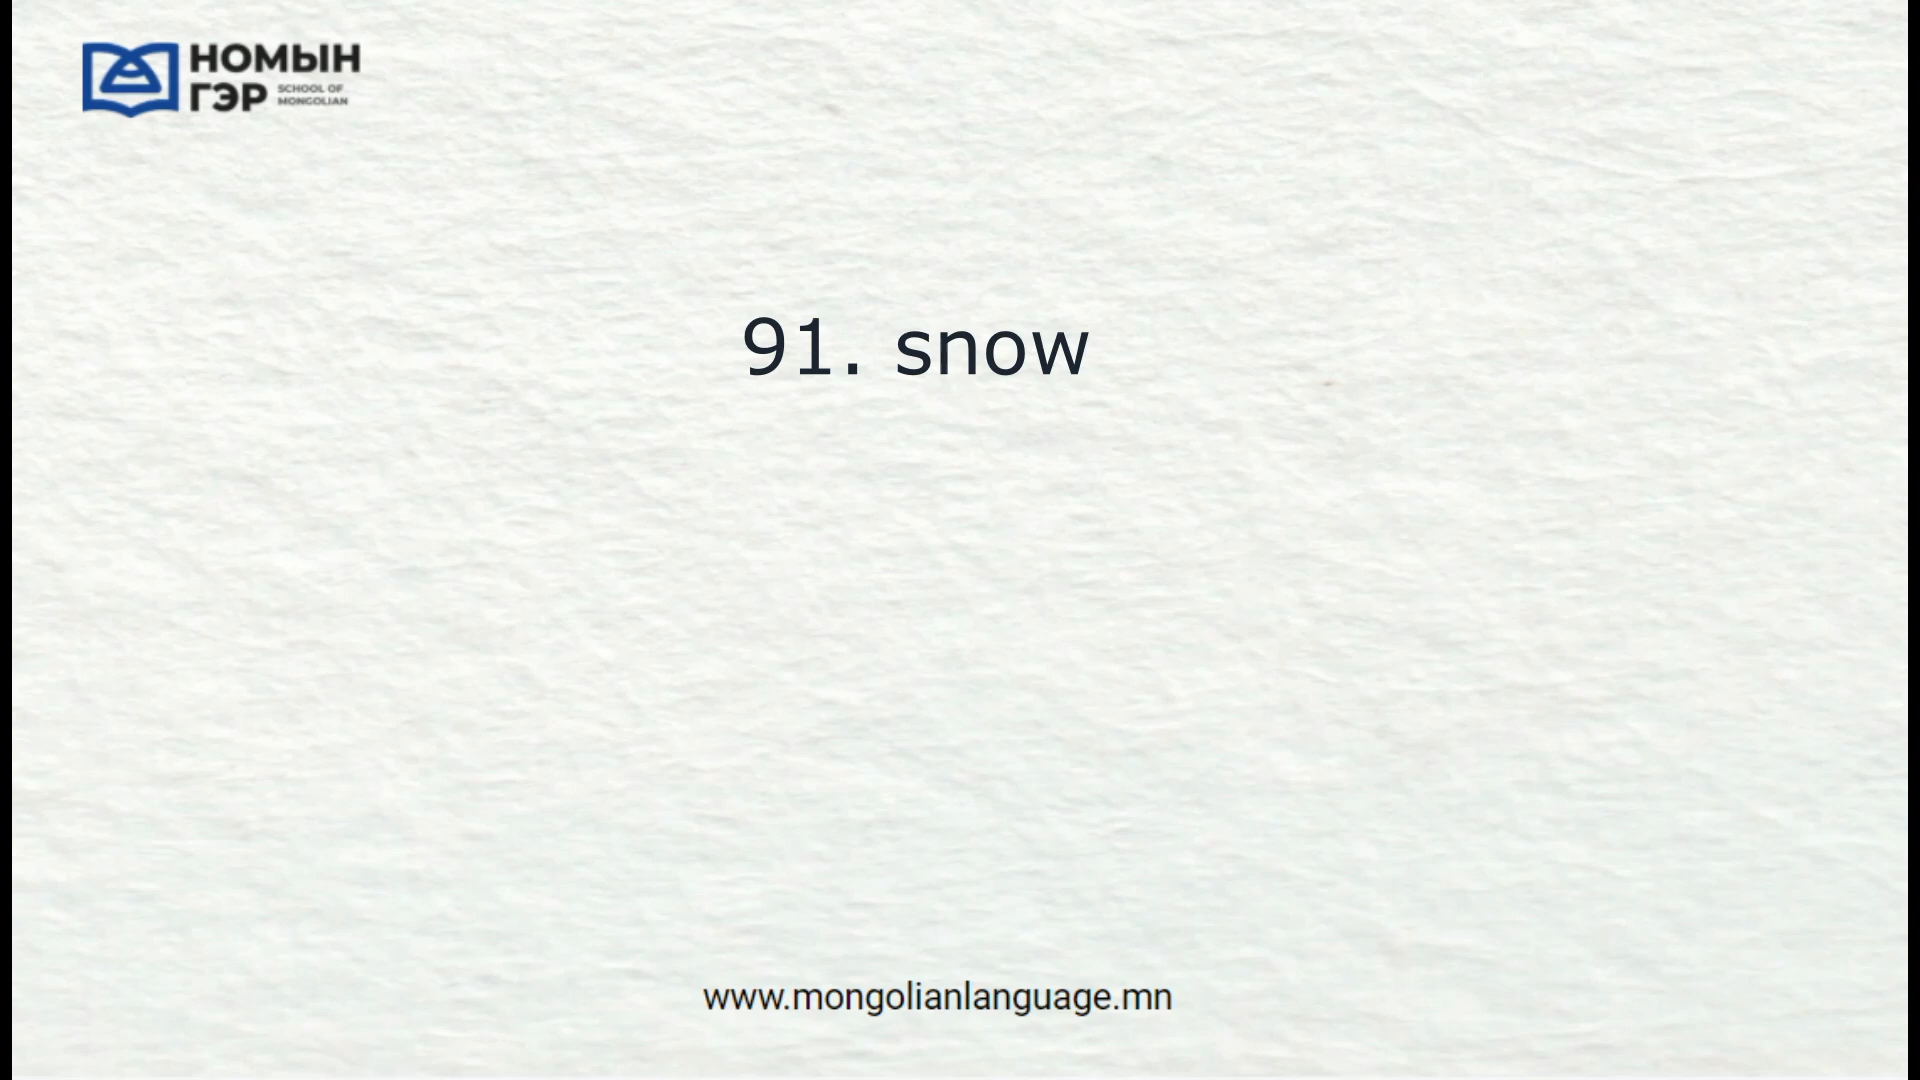 НОМЫН
ГЭР SCHOOL OF
MONGOLIAN
91. snow
www.mongolianlanguage.mn